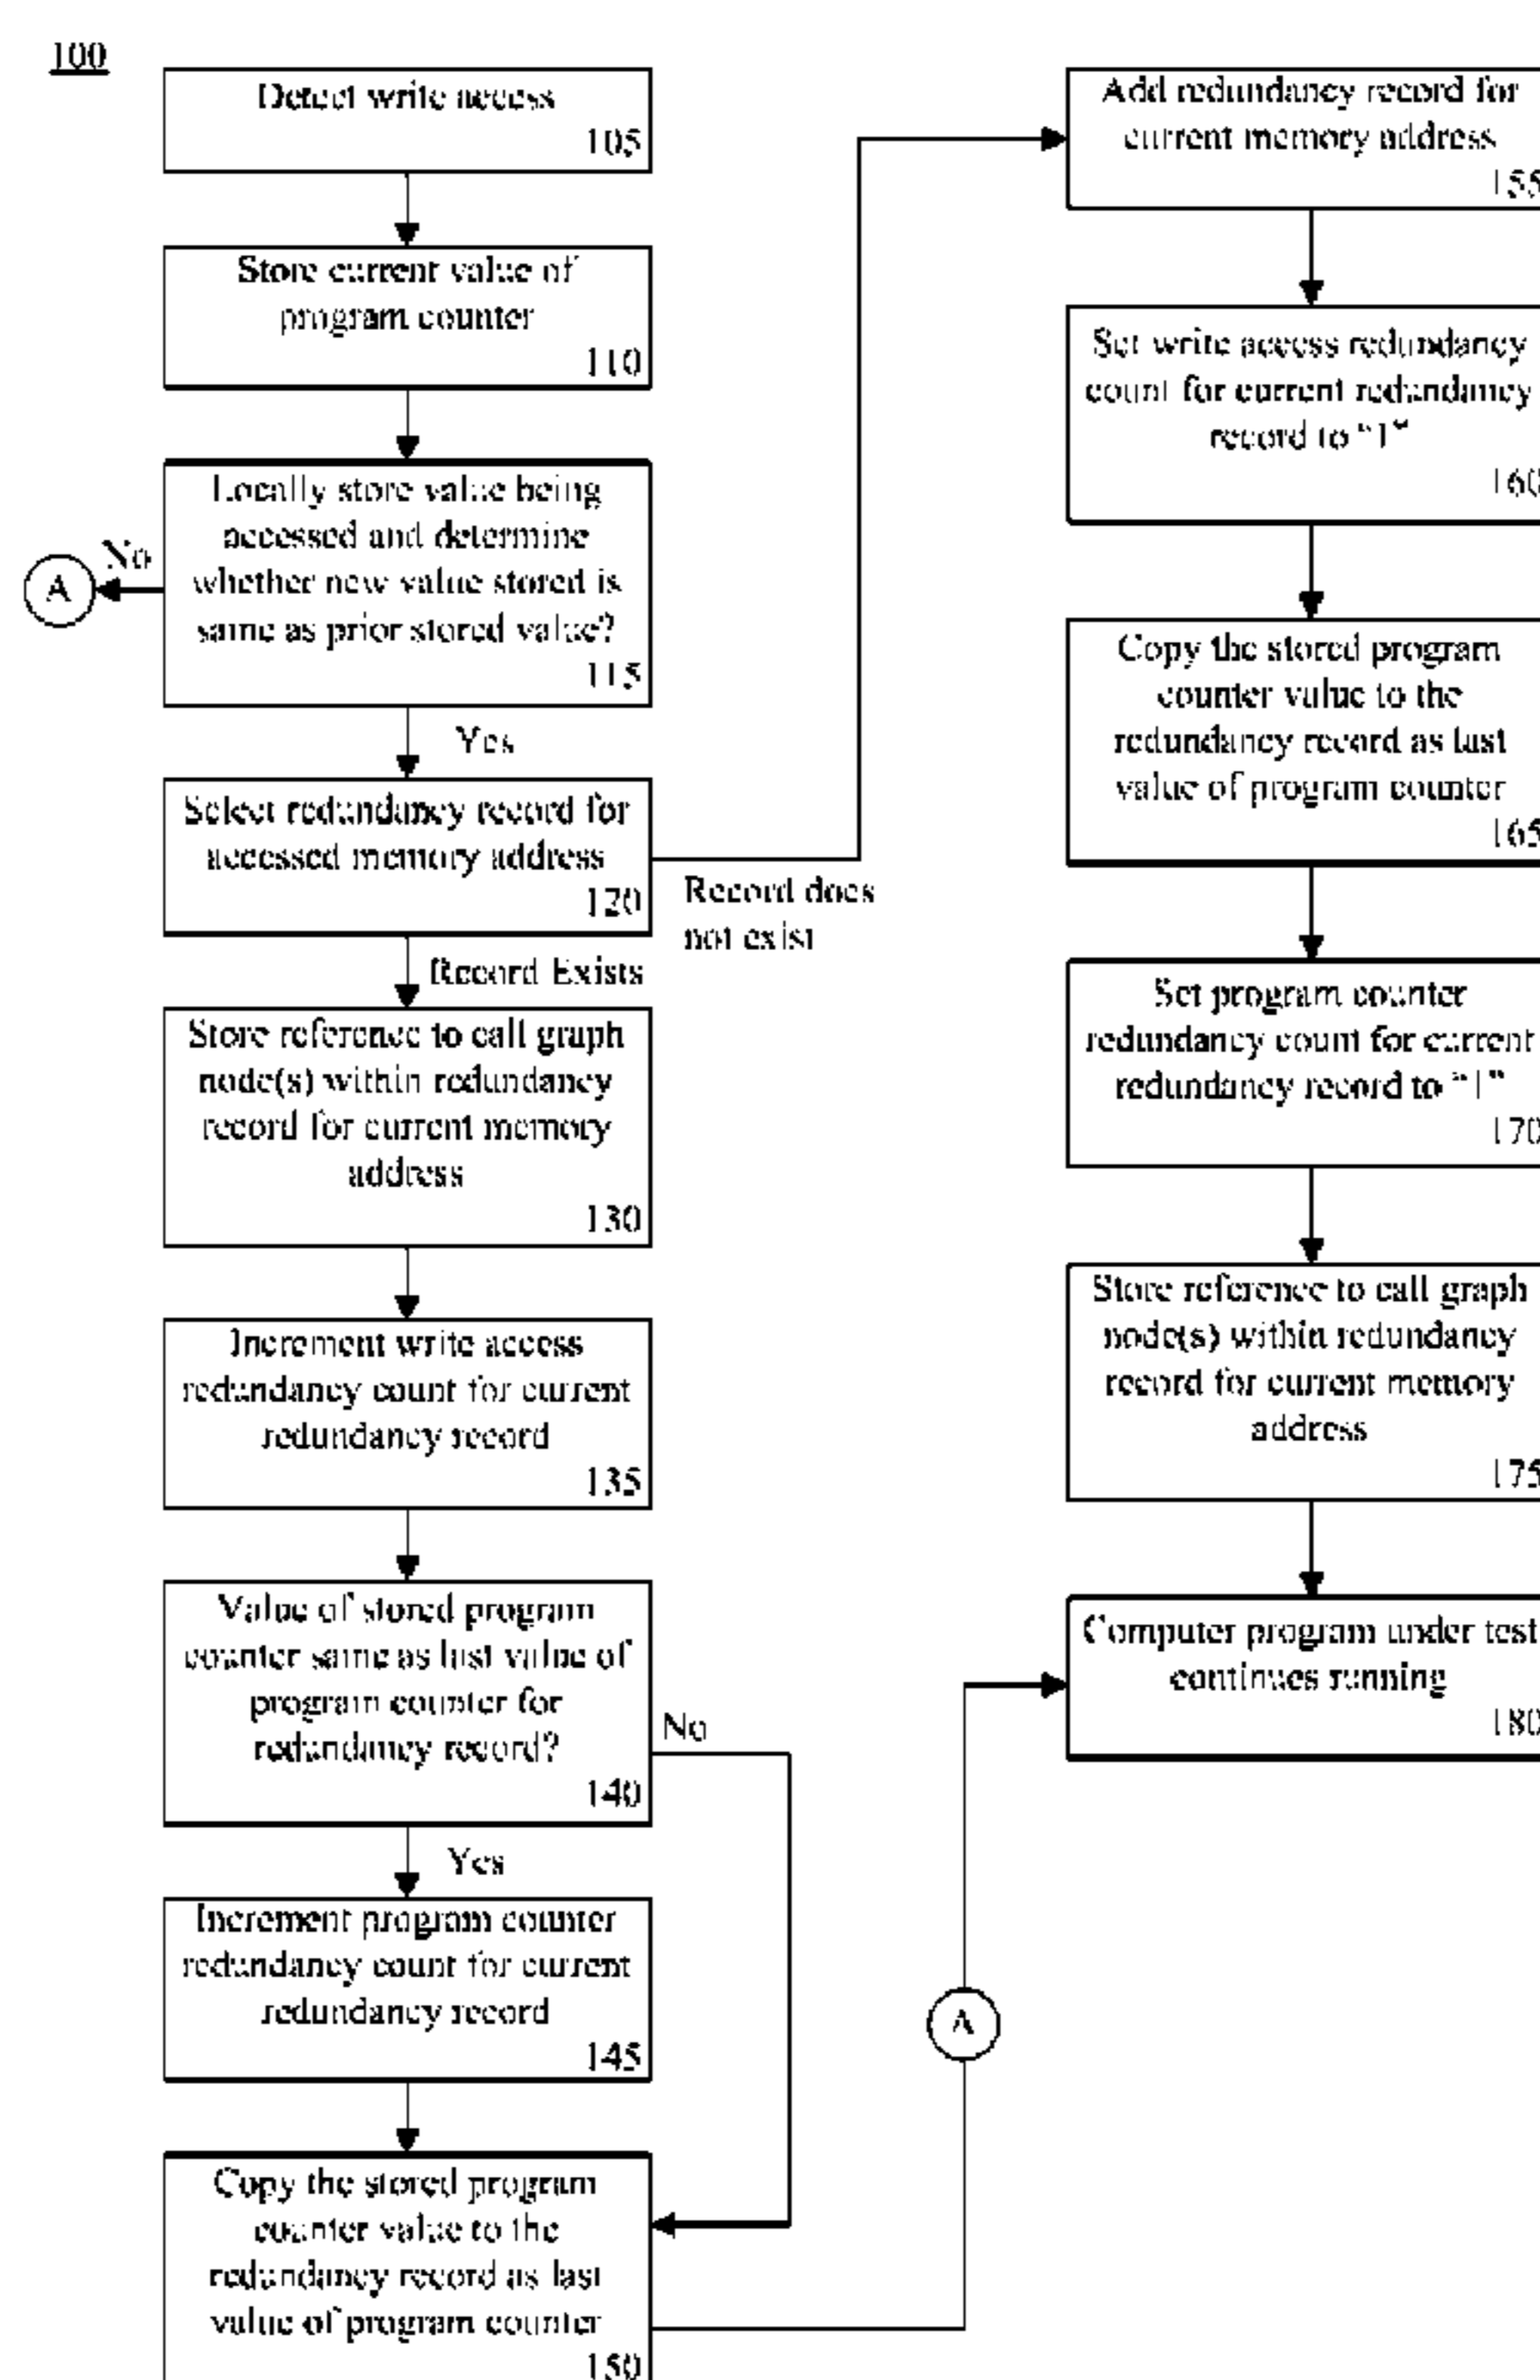 100
Detect write access
105
Store current value of
program counter
110
Locally store value being
accessed and determine
whether new value stored is
same as prior stored value?
115
No
A
Yes
Select redundancy record for
accessed memory address
120
Record does
not exist
Record Exists
Store reference to call graph
node(s) within redundancy
record for current memory
address
130
Increment write access
redundancy count for current
redundancy record
135
Value of stored program
counter same as last value of
program counter for
redundancy record?
140
No
Yes
Increment program counter
redundancy count for current
redundancy record
145
Copy the stored program
counter value to the
redundancy record as last
value of program counter
150
A
Add redundancy record for
current memory address
155
Set write access redundancy
count for current redundancy
record to "1"
160
Copy the stored program
counter value to the
redundancy record as last
value of program counter
165
Set program counter
redundancy count for current
redundancy record to "1"
170
Store reference to call graph
node(s) within redundancy
record for current memory
address
175
Computer program under test
continues running
180